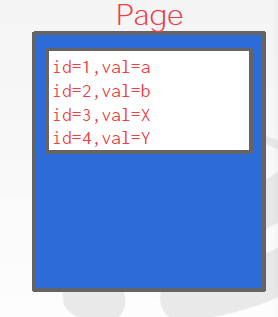 Page
id=1,val=a
id=2,val=b
id=3,val=X
id=4,val=Y